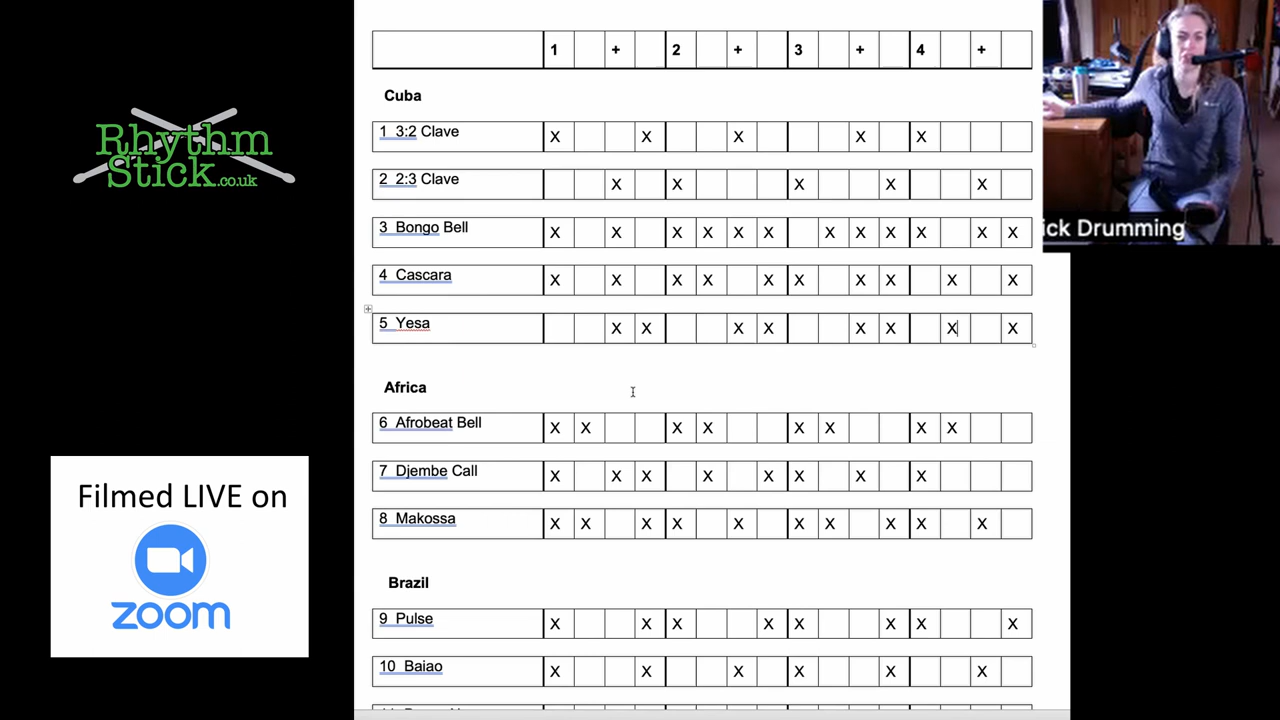 Rhythm
Stick.co.uk
Filmed LIVE on
zoom
1 + 2 + 3 + 4 +
Cuba
1 3:2 Clave X X X X X
2 2:3 Clave X X X X X
3 Bongo Bell X X X X X X X X X X X X
4 Cascara X X X X X X X X X X
5 Yesa X X X X X X X X
Africa
6 Afrobeat Bell X X X X X X X X
7 Djembe Call X X X X X X X X
8 Makossa X X X X X X X X X X
Brazil
9 Pulse X X X X X X X X
10 Baiao X X X X X X
ick Drumming